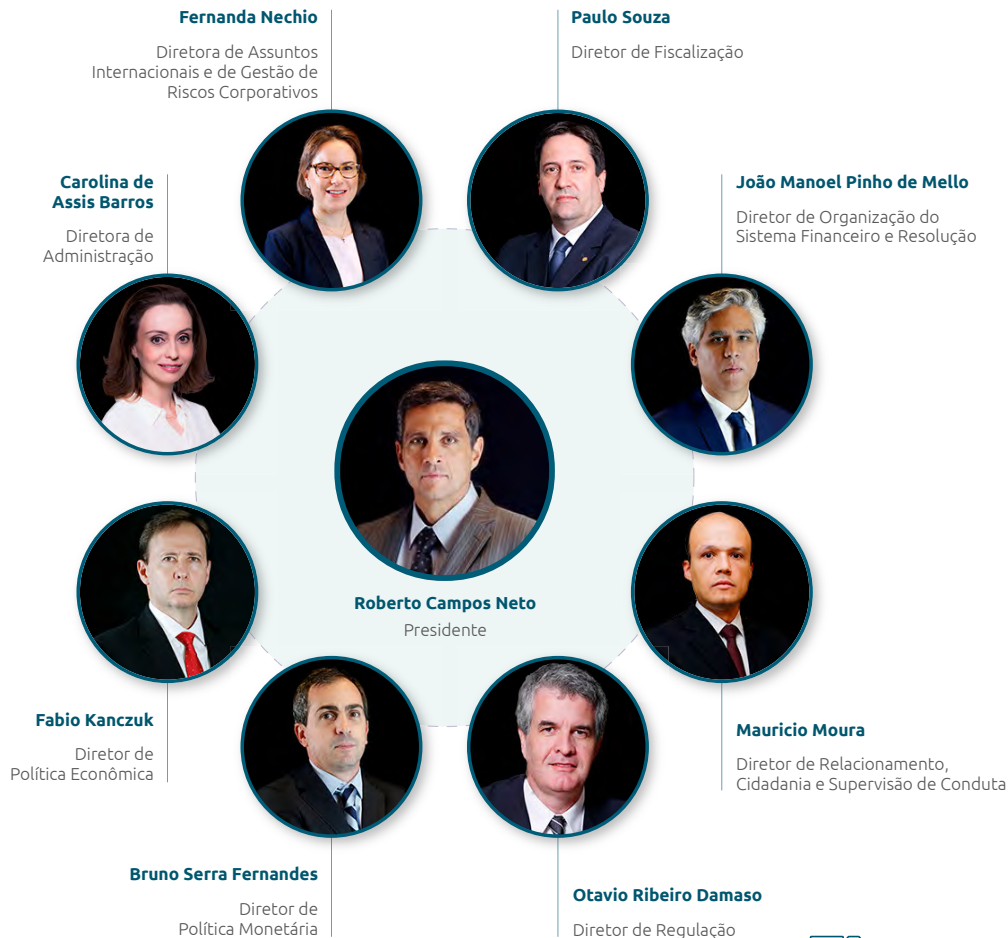 Fernanda Nechio
Diretora de Assuntos
Internacionais e de Gestão de
Riscos Corporativos
Paulo Souza
Diretor de Fiscalização
Carolina de
Assis Barros
Diretora de
Administração
João Manoel Pinho de Mello
Diretor de Organização do
Sistema Financeiro e Resolução
Roberto Campos Neto
Presidente
Fabio Kanczuk
Diretor de
Política Econômica
Mauricio Moura
Diretor de Relacionamento,
Cidadania e Supervisão de Conduta
Bruno Serra Fernandes
Diretor de
Política Monetária
Otavio Ribeiro Damaso
Diretor de Regulação